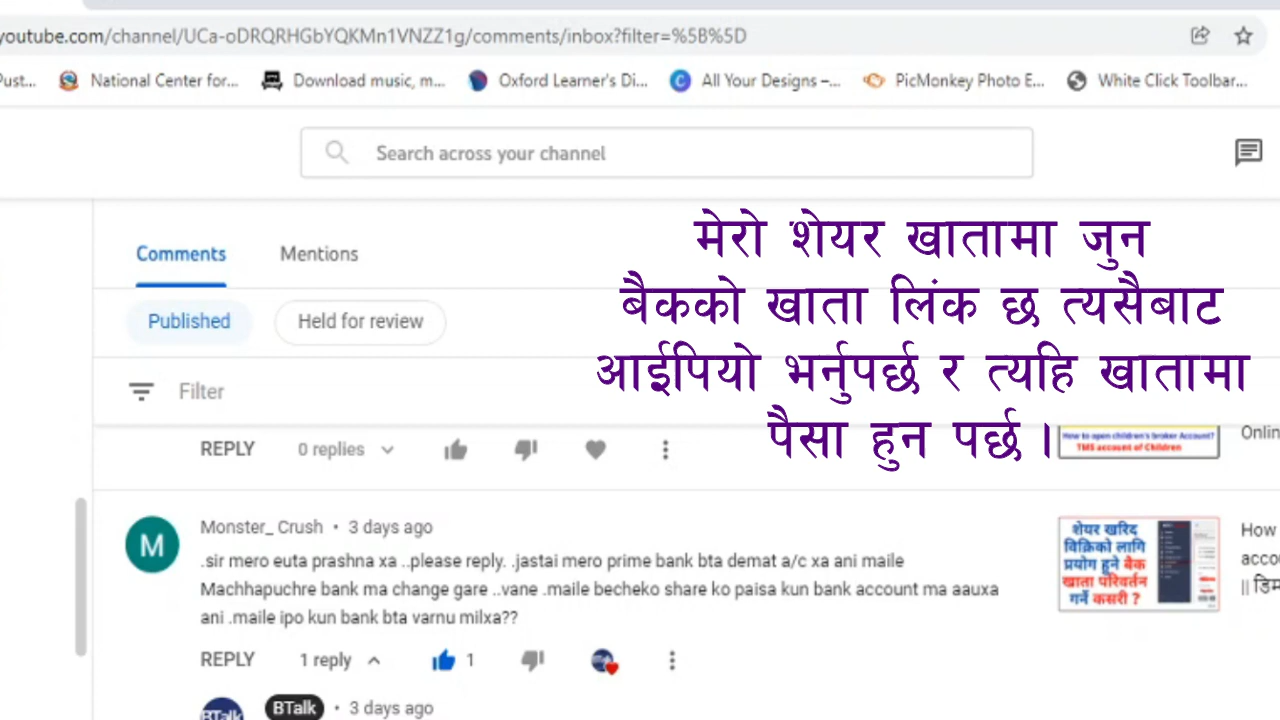 youtube.com/channel/UCa-oDRQRHGbYQKMn1VNZZ1g/comments/inbox?filter=%5B%5D
Pust... National Center for... Download music, m... Oxford Learner's Di... All Your Designs –... PicMonkey Photo E... White Click Toolbar...
Search across your channel
Comments Mentions
Published Held for review
Filter
मेरो शेयर खातामा जुन
बैकको खाता लिंक छ त्यसैबाट
आईपियो भर्नुपर्छ र त्यहि खातामा
पैसा हुन पर्छ ।
REPLY 0 replies
How to open children's broker Account?
TMS account of Children
Onlin
Monster_ Crush • 3 days ago
.sir mero euta prashna xa ..please reply. .jastai mero prime bank bta demat a/c xa ani maile
Machhapuchre bank ma change gare ..vane .maile becheko share ko paisa kun bank account ma aauxa
ani .maile ipo kun bank bta varnu milxa??
शेयर खरिद
विक्रिको लागि
प्रयोग हुने बैक
खाता परिवर्तन
गर्ने कसरी ?
How
acco
|| डिम
REPLY 1 reply 1
M
BTalk
BTalk • 3 days ago